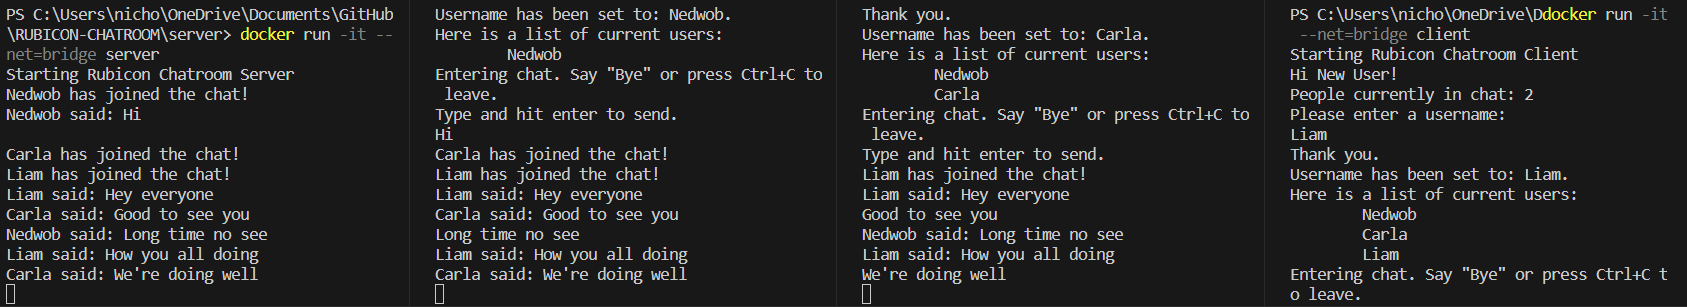 PS C:\Users\nicho\OneDrive\Documents\GitHub
\RUBICON-CHATROOM\server> docker run -it --
net=bridge server
Starting Rubicon Chatroom Server
Nedwob has joined the chat!
Nedwob said: Hi
Carla has joined the chat!
Liam has joined the chat!
Liam said: Hey everyone
Carla said: Good to see you
Nedwob said: Long time no see
Liam said: How you all doing
Carla said: We're doing well
Username has been set to: Nedwob.
Here is a list of current users:
Nedwob
Entering chat. Say "Bye" or press Ctrl+C to
leave.
Type and hit enter to send.
Hi
Carla has joined the chat!
Liam has joined the chat!
Liam said: Hey everyone
Carla said: Good to see you
Long time no see
Liam said: How you all doing
Carla said: We're doing well
Thank you.
Username has been set to: Carla.
Here is a list of current users:
Nedwob
Carla
Entering chat. Say "Bye" or press Ctrl+C to
leave.
Type and hit enter to send.
Liam has joined the chat!
Liam said: Hey everyone
Good to see you
Nedwob said: Long time no see
Liam said: How you all doing
We're doing well
PS C:\Users\nicho\OneDrive\Ddocker run -it
--net=bridge client
Starting Rubicon Chatroom Client
Hi New User!
People currently in chat: 2
Please enter a username:
Liam
Thank you.
Username has been set to: Liam.
Here is a list of current users:
Nedwob
Carla
Liam
Entering chat. Say "Bye" or press Ctrl+C t
o leave.